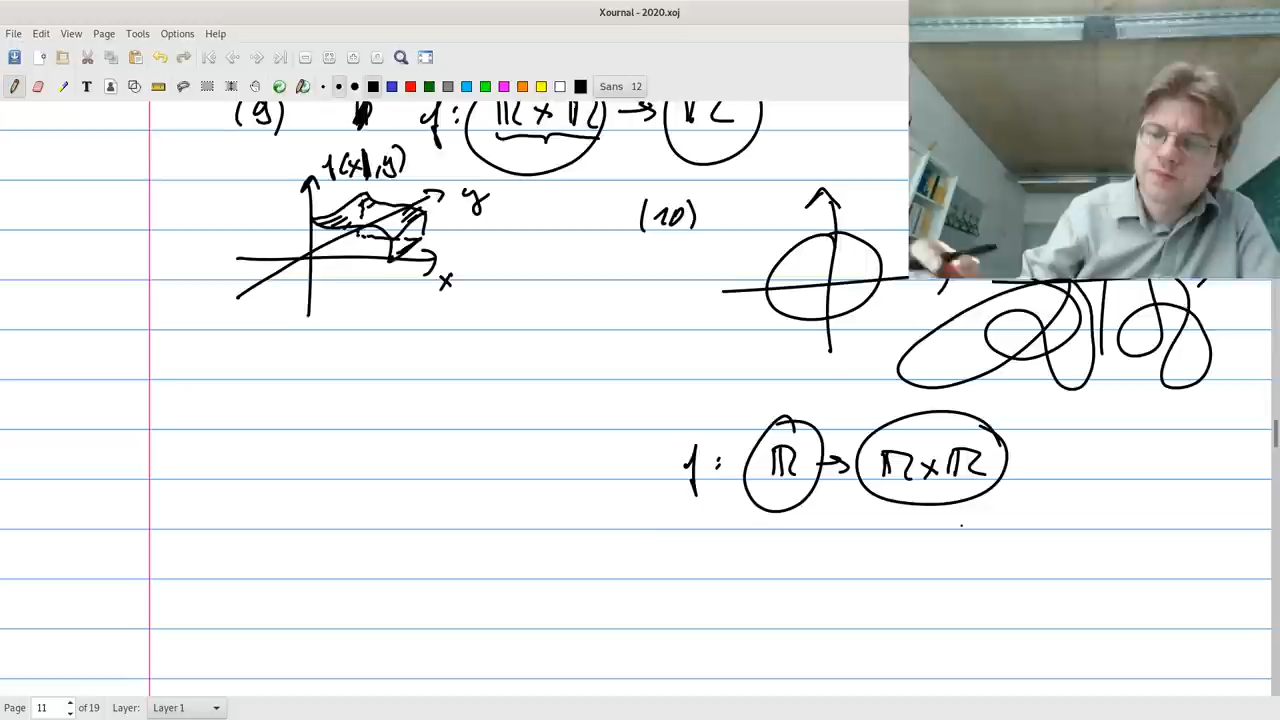 Xournal - 2020.xoj
File Edit View Page Tools Options Help
Sans 12
(9) f: ℝ × ℝ → ℝ
f(x,y)
y
x
(10)
f: ℝ → ℝ × ℝ
Page 11 of 19 Layer: Layer 1